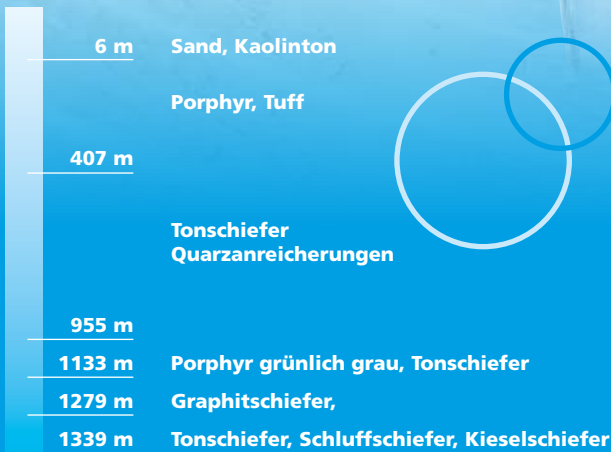 6 m Sand, Kaolinton
Porphyr, Tuff
407 m
Tonschiefer
Quarzanreicherungen
955 m
1133 m Porphyr grünlich grau, Tonschiefer
1279 m Graphitschiefer,
1339 m Tonschiefer, Schluffschiefer, Kieselschiefer